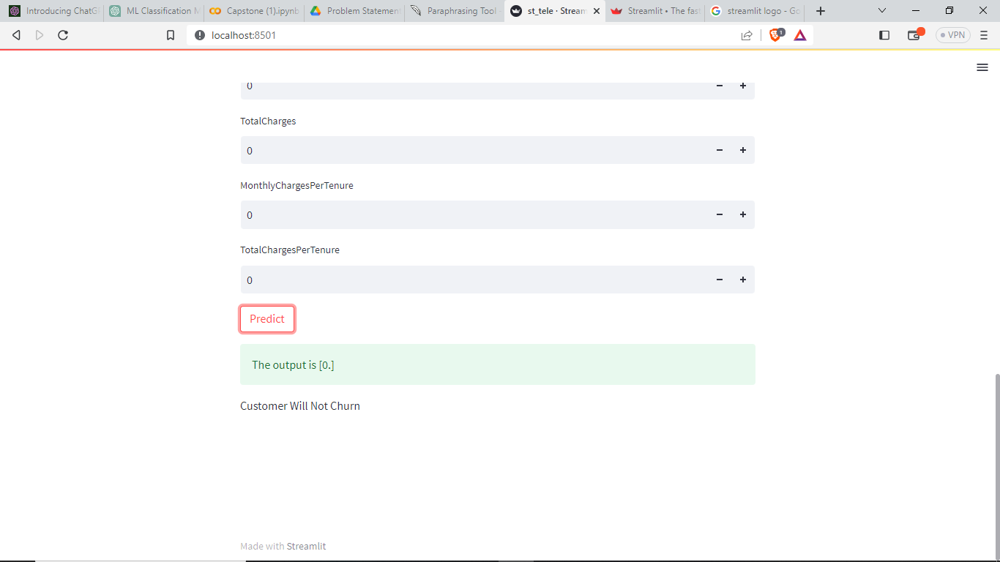 Introducing ChatG
ML Classification M
Capstone (1).ipynb
Problem Statement
Paraphrasing Tool -
st_tele · Stream
Streamlit • The fast
streamlit logo - Go
localhost:8501
1
VPN
0
TotalCharges
0
MonthlyChargesPerTenure
0
TotalChargesPerTenure
0
Predict
The output is [0.]
Customer Will Not Churn
Made with Streamlit